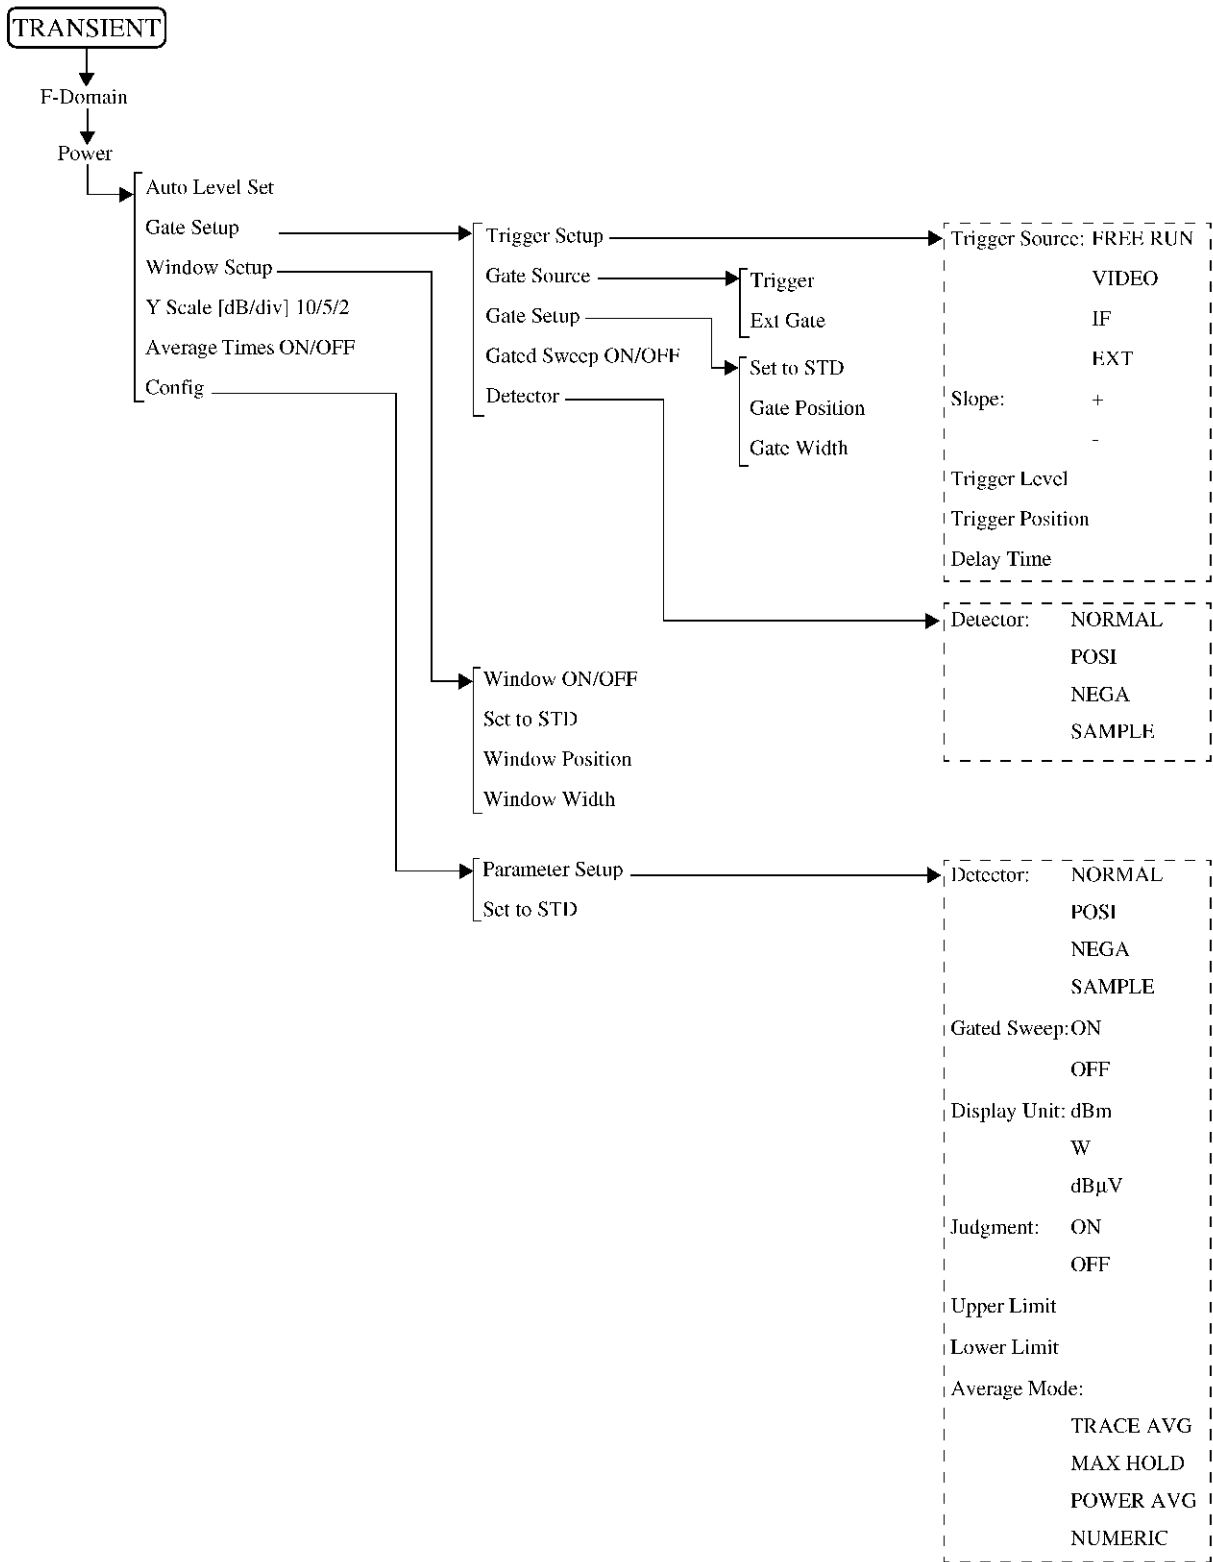 TRANSIENT
F-Domain
Power
Auto Level Set
Gate Setup
Window Setup
Y Scale [dB/div] 10/5/2
Average Times ON/OFF
Config
Trigger Setup
Gate Source
Gate Setup
Gated Sweep ON/OFF
Detector
Trigger
Ext Gate
Set to STD
Gate Position
Gate Width
Trigger Source: FREE RUN
VIDEO
IF
EXT
Slope: +
-
Trigger Level
Trigger Position
Delay Time
Detector: NORMAL
POSI
NEGA
SAMPLE
Window ON/OFF
Set to STD
Window Position
Window Width
Parameter Setup
Set to STD
Detector: NORMAL
POSI
NEGA
SAMPLE
Gated Sweep: ON
OFF
Display Unit: dBm
W
dBµV
Judgment: ON
OFF
Upper Limit
Lower Limit
Average Mode:
TRACE AVG
MAX HOLD
POWER AVG
NUMERIC